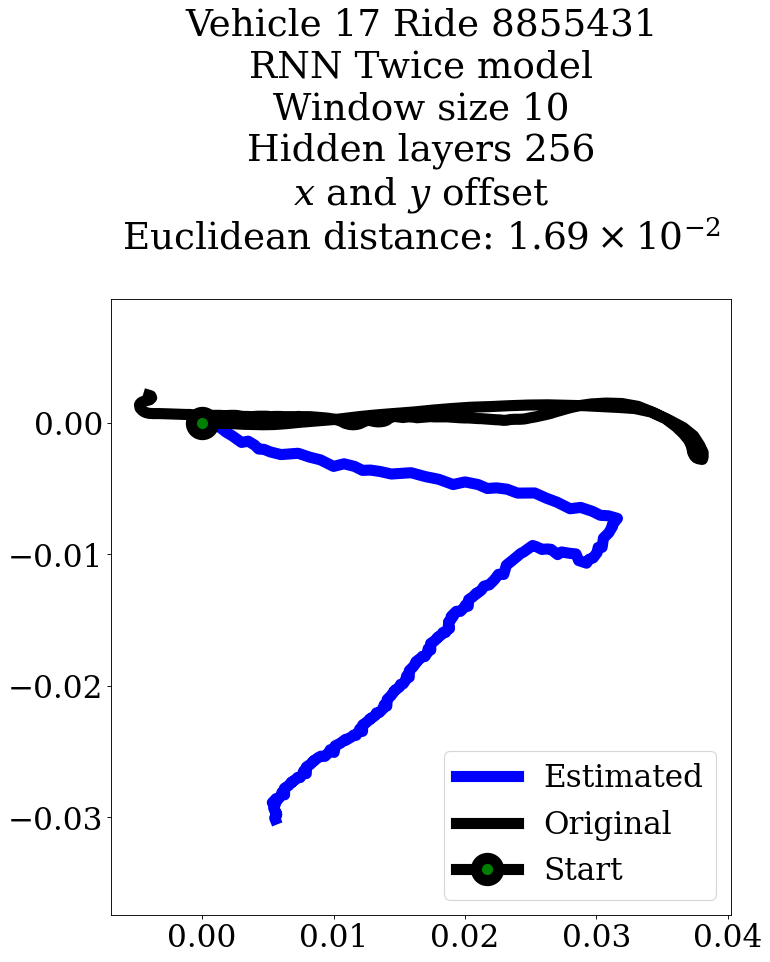 Vehicle 17 Ride 8855431
RNN Twice model
Window size 10
Hidden layers 256
x and y offset
Euclidean distance: 1.69 × 10⁻²
0.00
−0.01
−0.02
−0.03
Estimated
Original
Start
0.00 0.01 0.02 0.03 0.04